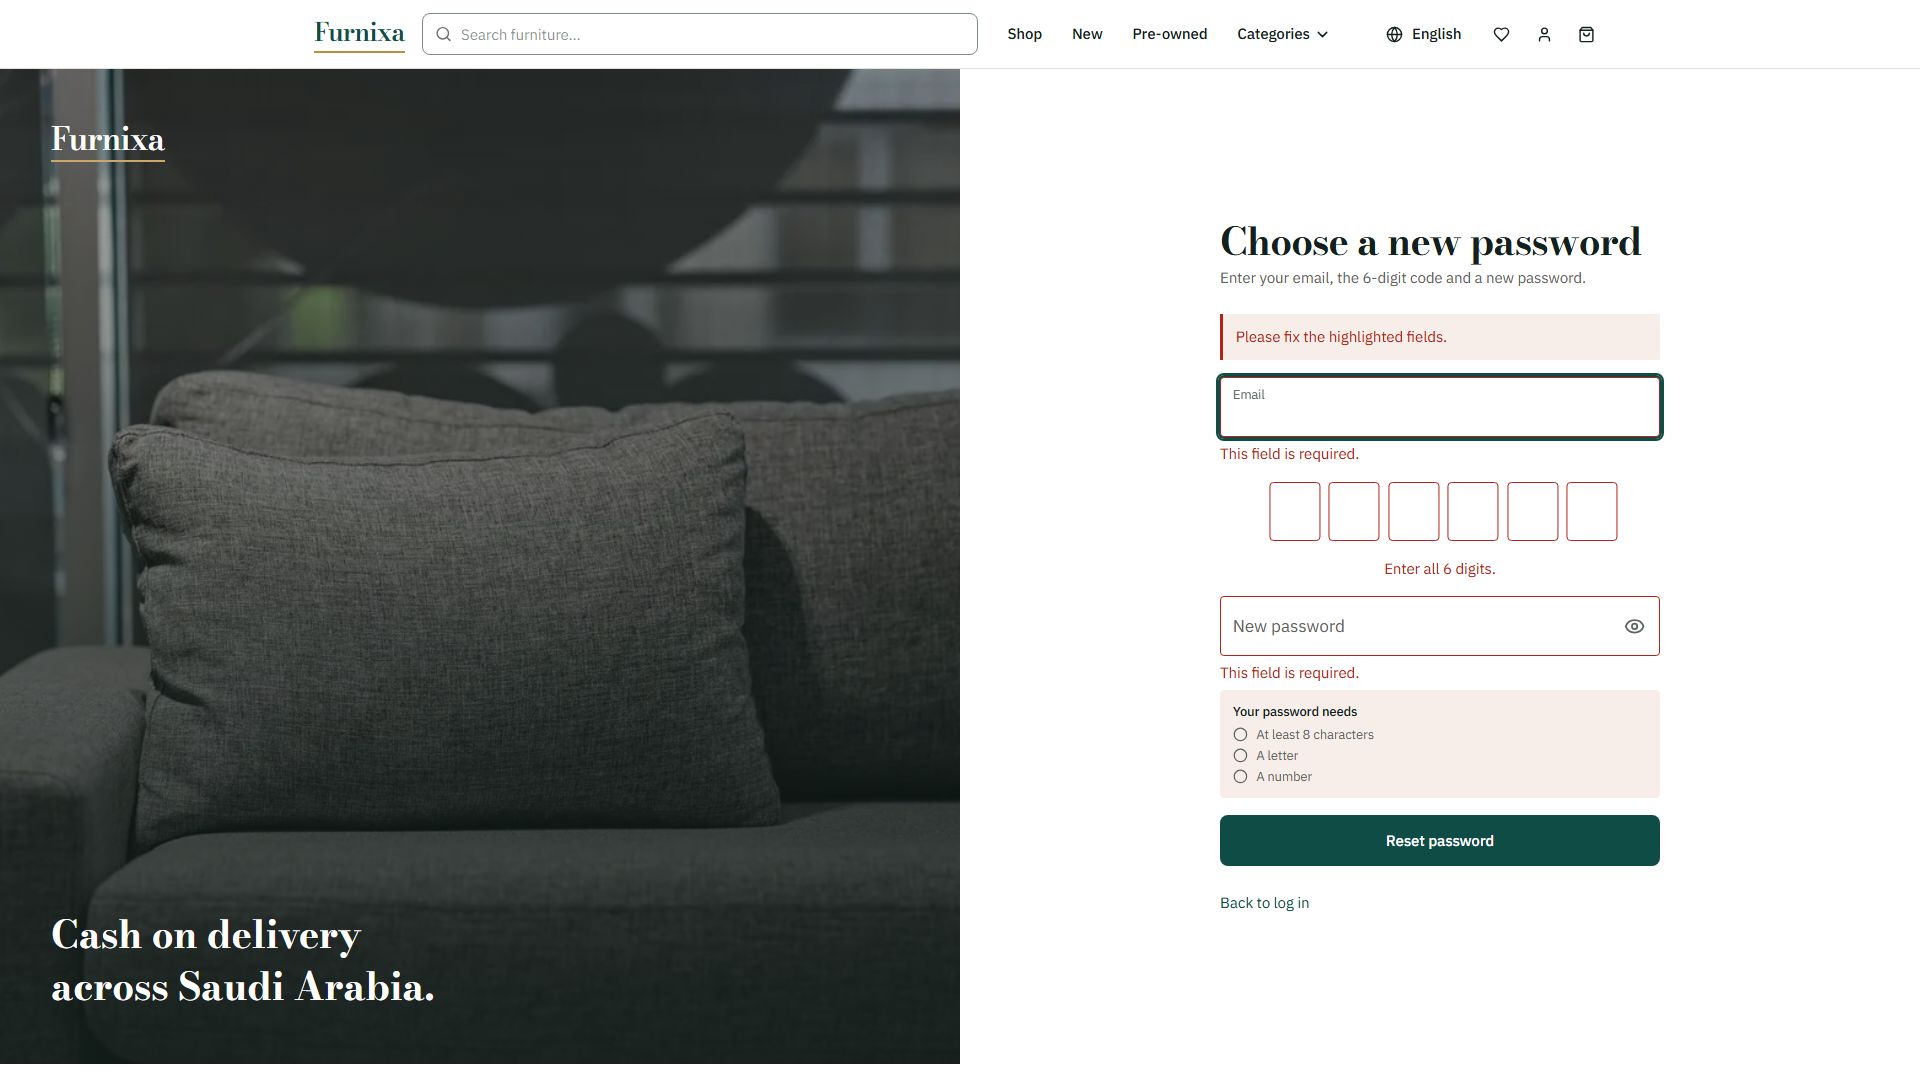 Furnixa
Search furniture...
Shop
New
Pre-owned
Categories
English
Furnixa
Cash on delivery
across Saudi Arabia.
Choose a new password
Enter your email, the 6-digit code and a new password.
Please fix the highlighted fields.
Email
This field is required.
Enter all 6 digits.
New password
This field is required.
Your password needs
At least 8 characters
A letter
A number
Reset password
Back to log in